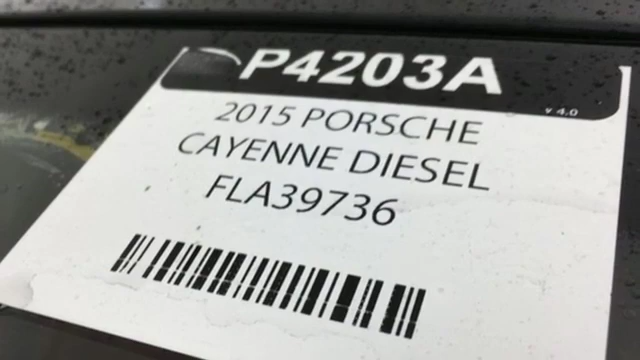 P4203A
v 4.0
2015 PORSCHE
CAYENNE DIESEL
FLA39736